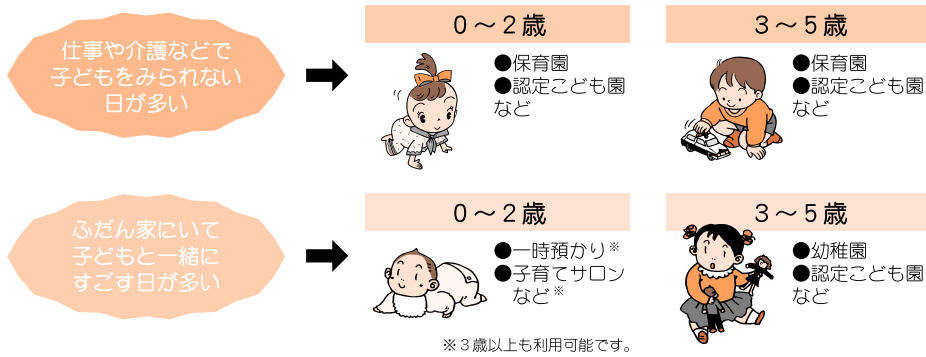 仕事や介護などで
子どもをみられない
日が多い
0～2歳
●保育園
●認定こども園
など
3～5歳
●保育園
●認定こども園
など
ふだん家にいて
子どもと一緒に
すごす日が多い
0～2歳
●一時預かり※
●子育てサロン
など※
3～5歳
●幼稚園
●認定こども園
など
※3歳以上も利用可能です。